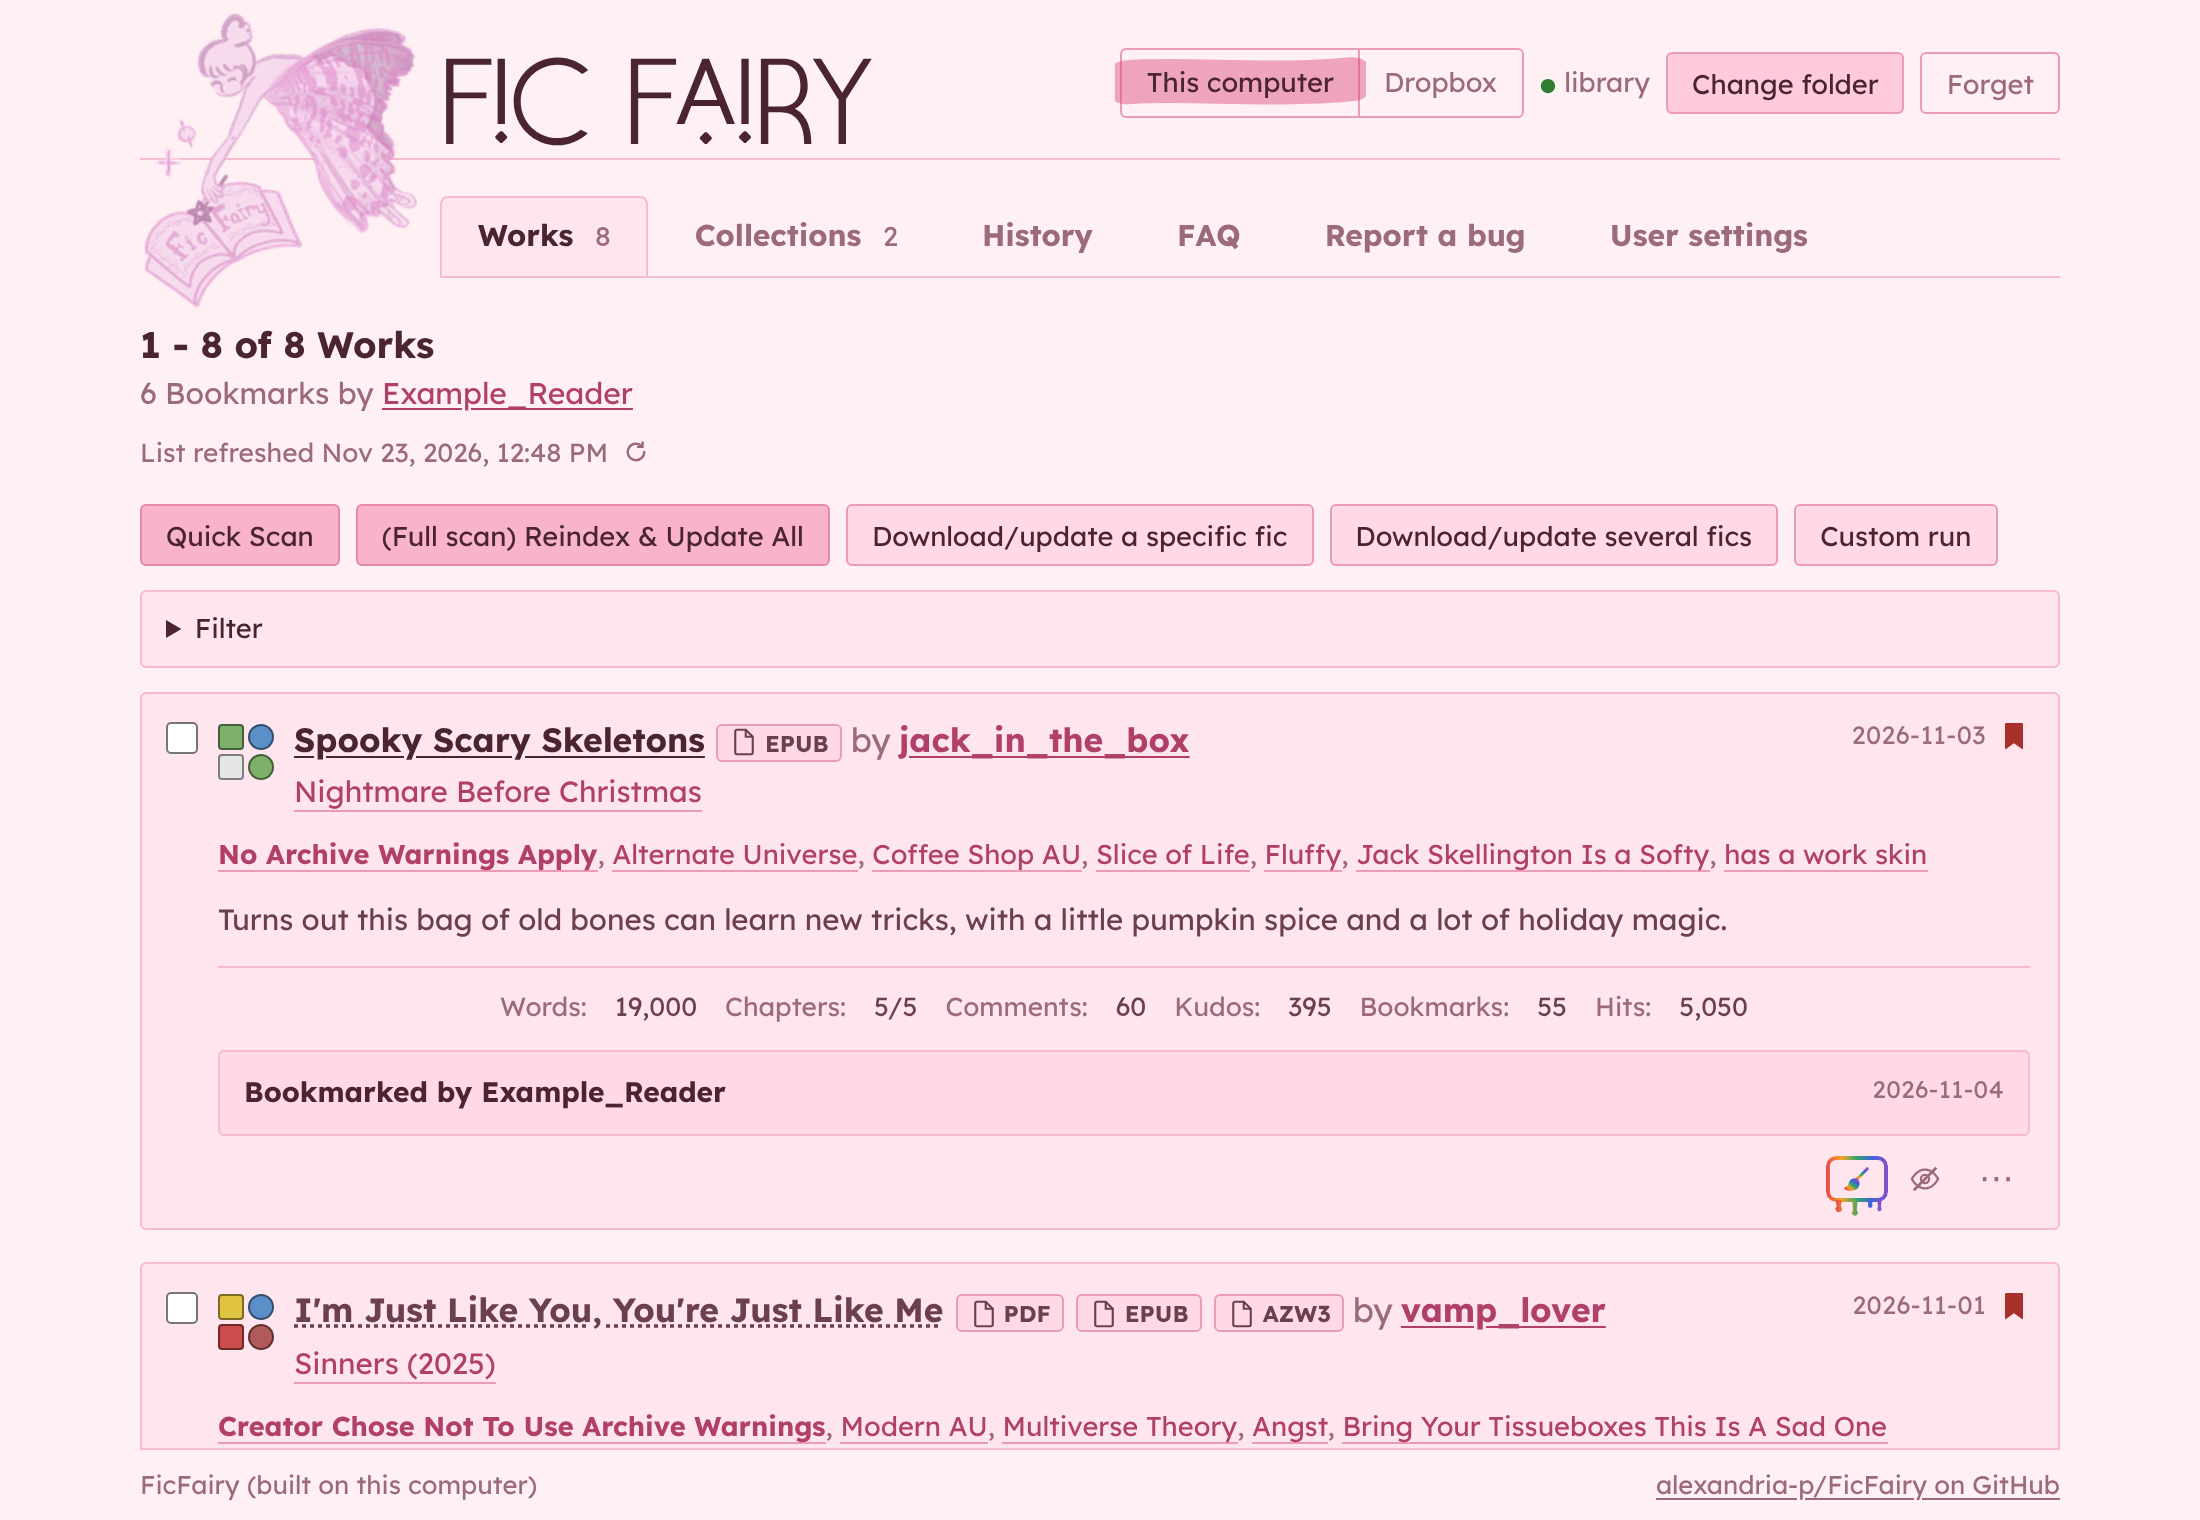 FIC FAIRY
Fic Fairy
This computer
Dropbox
library
Change folder
Forget
Works 8
Collections 2
History
FAQ
Report a bug
User settings
1 - 8 of 8 Works
6 Bookmarks by Example_Reader
List refreshed Nov 23, 2026, 12:48 PM
Quick Scan
(Full scan) Reindex & Update All
Download/update a specific fic
Download/update several fics
Custom run
Filter
Spooky Scary Skeletons EPUB by jack_in_the_box 2026-11-03
Nightmare Before Christmas
No Archive Warnings Apply, Alternate Universe, Coffee Shop AU, Slice of Life, Fluffy, Jack Skellington Is a Softy, has a work skin
Turns out this bag of old bones can learn new tricks, with a little pumpkin spice and a lot of holiday magic.
Words: 19,000 Chapters: 5/5 Comments: 60 Kudos: 395 Bookmarks: 55 Hits: 5,050
Bookmarked by Example_Reader 2026-11-04
I'm Just Like You, You're Just Like Me PDF EPUB AZW3 by vamp_lover 2026-11-01
Sinners (2025)
Creator Chose Not To Use Archive Warnings, Modern AU, Multiverse Theory, Angst, Bring Your Tissueboxes This Is A Sad One
FicFairy (built on this computer)
alexandria-p/FicFairy on GitHub